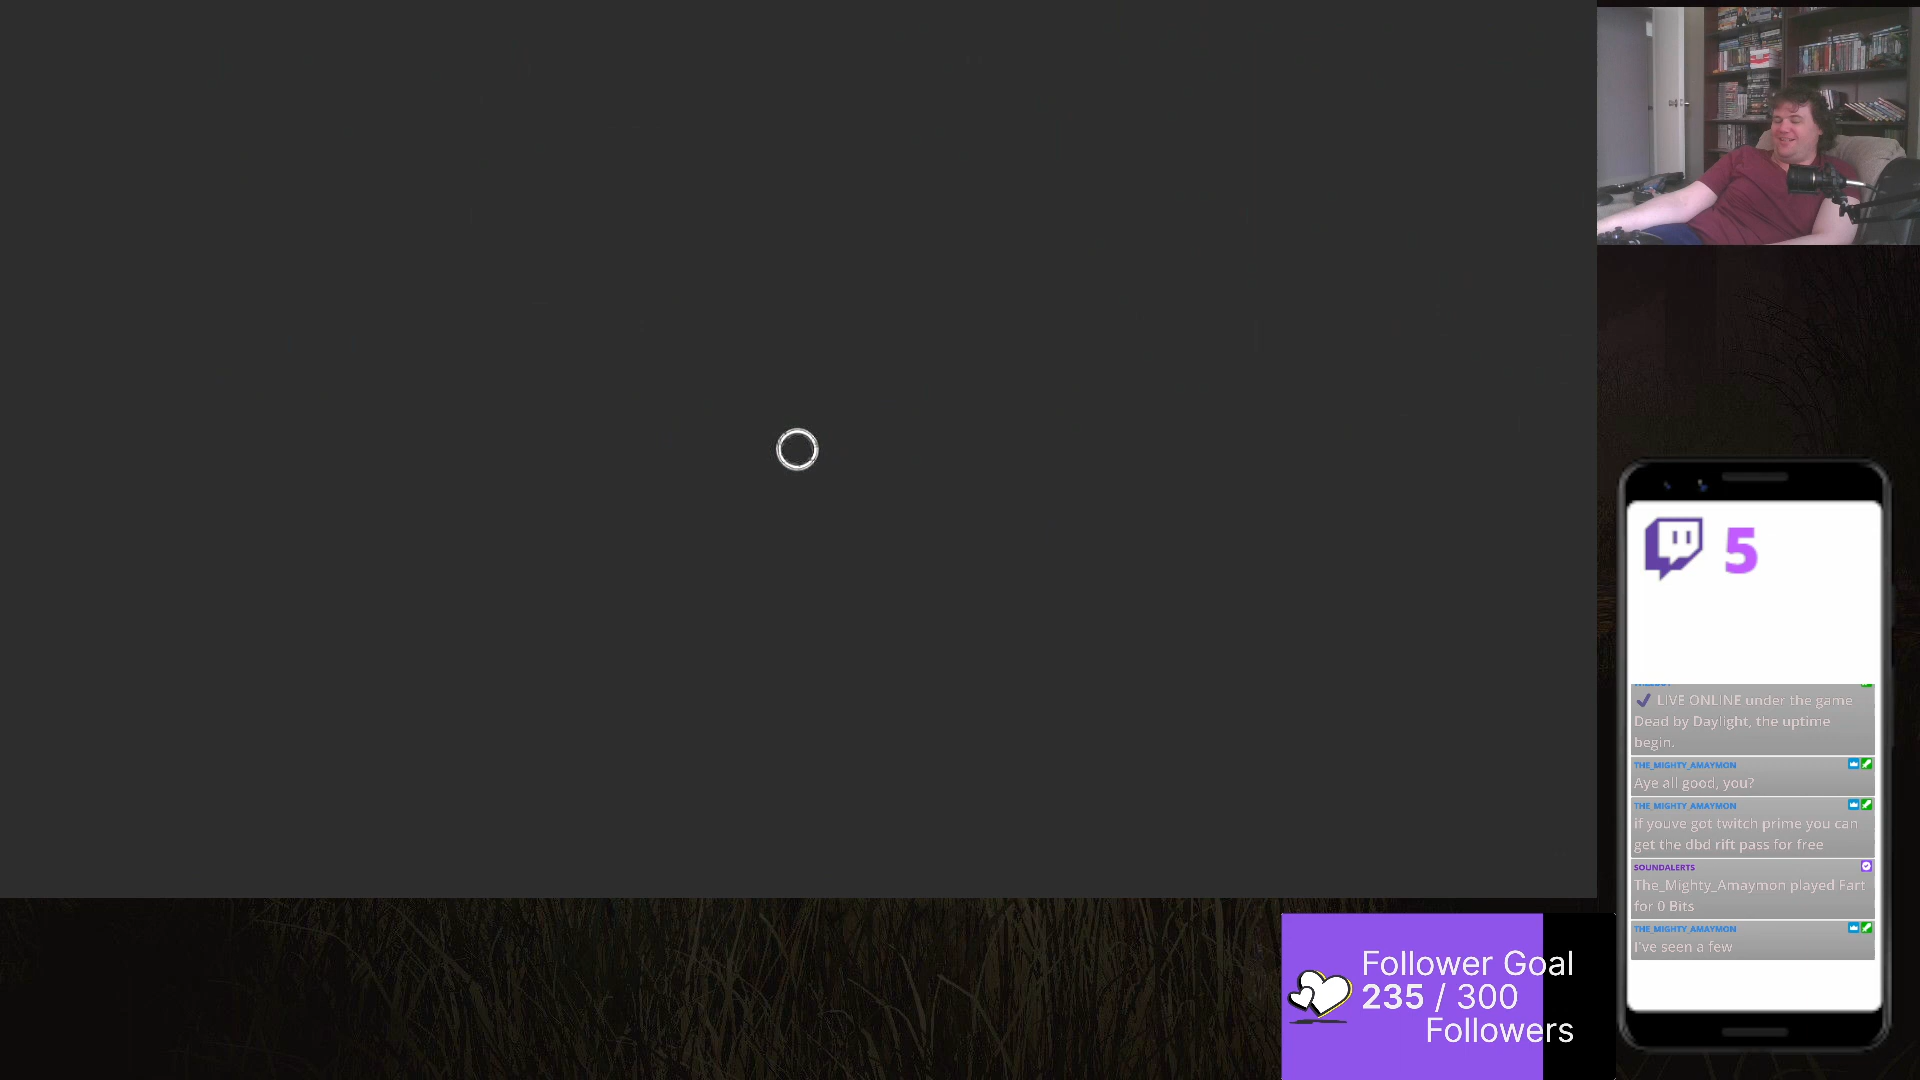 5
✔ LIVE ONLINE under the game
Dead by Daylight, the uptime
begin.
THE_MIGHTY_AMAYMON
Aye all good, you?
THE_MIGHTY_AMAYMON
if youve got twitch prime you can
get the dbd rift pass for free
SOUNDALERTS
The_Mighty_Amaymon played Fart
for 0 Bits
THE_MIGHTY_AMAYMON
I've seen a few
Follower Goal
235 / 300
Followers